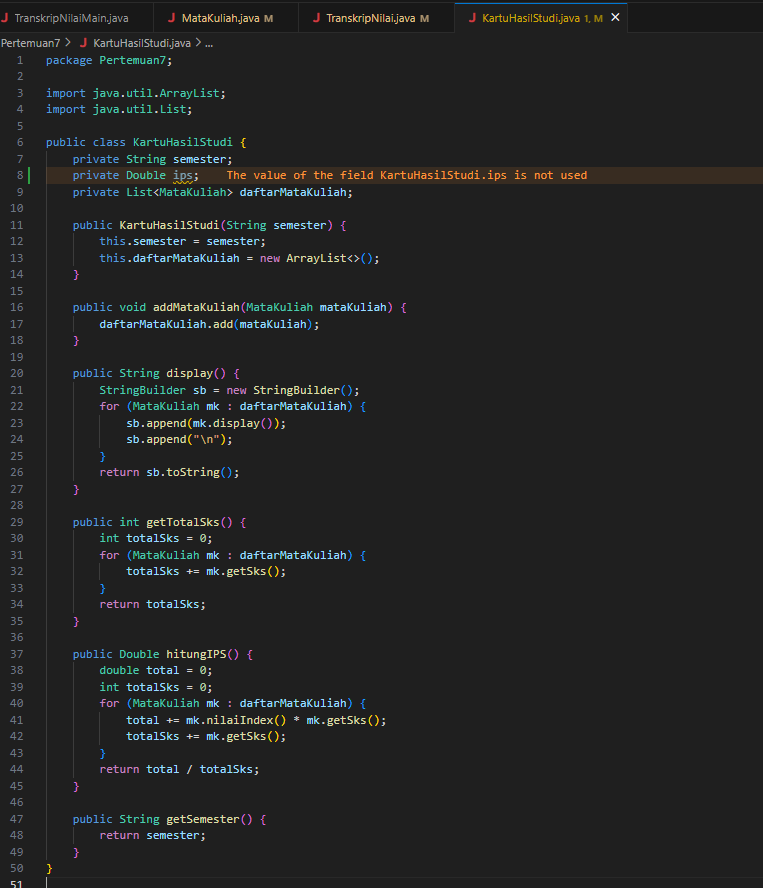 J TranskripNilaiMain.java J MataKuliah.java M J TranskripNilai.java M J KartuHasilStudi.java 1, M ✕
Pertemuan7 > J KartuHasilStudi.java > ...
1 package Pertemuan7;
2
3 import java.util.ArrayList;
4 import java.util.List;
5
6 public class KartuHasilStudi {
7     private String semester;
8     private Double ips;    The value of the field KartuHasilStudi.ips is not used
9     private List<MataKuliah> daftarMataKuliah;
10
11     public KartuHasilStudi(String semester) {
12         this.semester = semester;
13         this.daftarMataKuliah = new ArrayList<>();
14     }
15
16     public void addMataKuliah(MataKuliah mataKuliah) {
17         daftarMataKuliah.add(mataKuliah);
18     }
19
20     public String display() {
21         StringBuilder sb = new StringBuilder();
22         for (MataKuliah mk : daftarMataKuliah) {
23             sb.append(mk.display());
24             sb.append("\n");
25         }
26         return sb.toString();
27     }
28
29     public int getTotalSks() {
30         int totalSks = 0;
31         for (MataKuliah mk : daftarMataKuliah) {
32             totalSks += mk.getSks();
33         }
34         return totalSks;
35     }
36
37     public Double hitungIPS() {
38         double total = 0;
39         int totalSks = 0;
40         for (MataKuliah mk : daftarMataKuliah) {
41             total += mk.nilaiIndex() * mk.getSks();
42             totalSks += mk.getSks();
43         }
44         return total / totalSks;
45     }
46
47     public String getSemester() {
48         return semester;
49     }
50 }
51